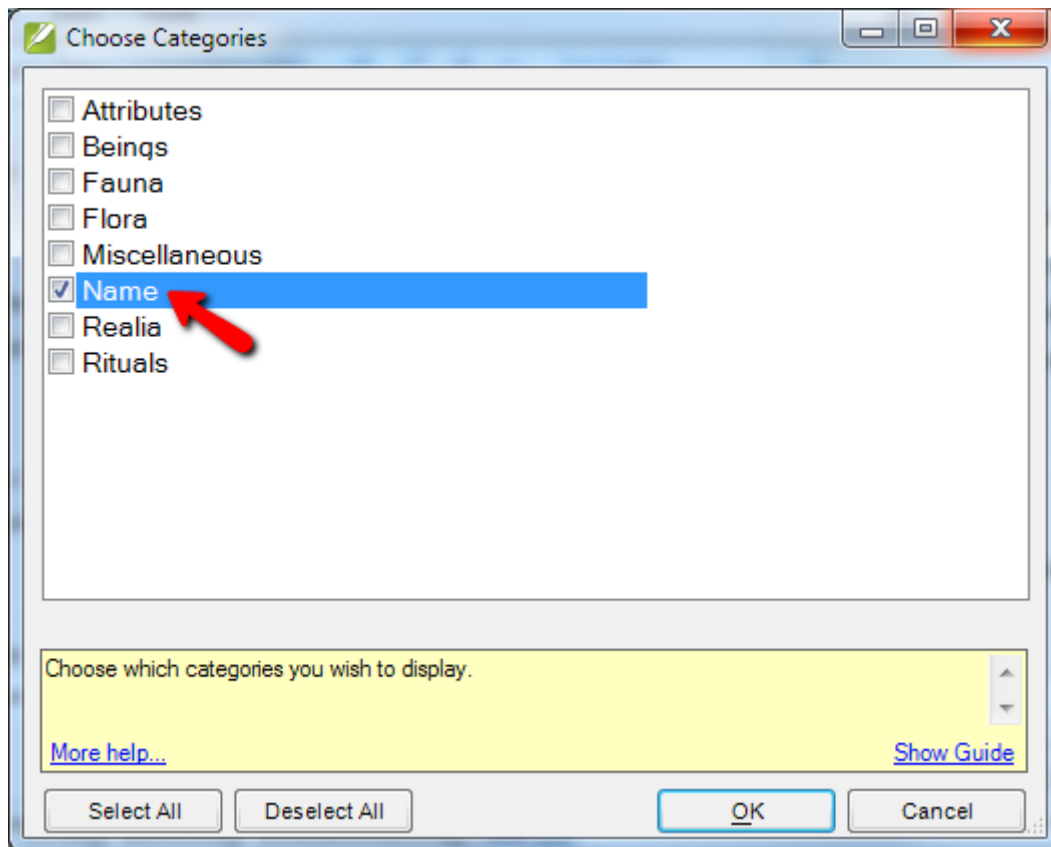 Choose Categories
Attributes
Beings
Fauna
Flora
Miscellaneous
Name
Realia
Rituals
Choose which categories you wish to display.
More help... Show Guide
Select All Deselect All OK Cancel